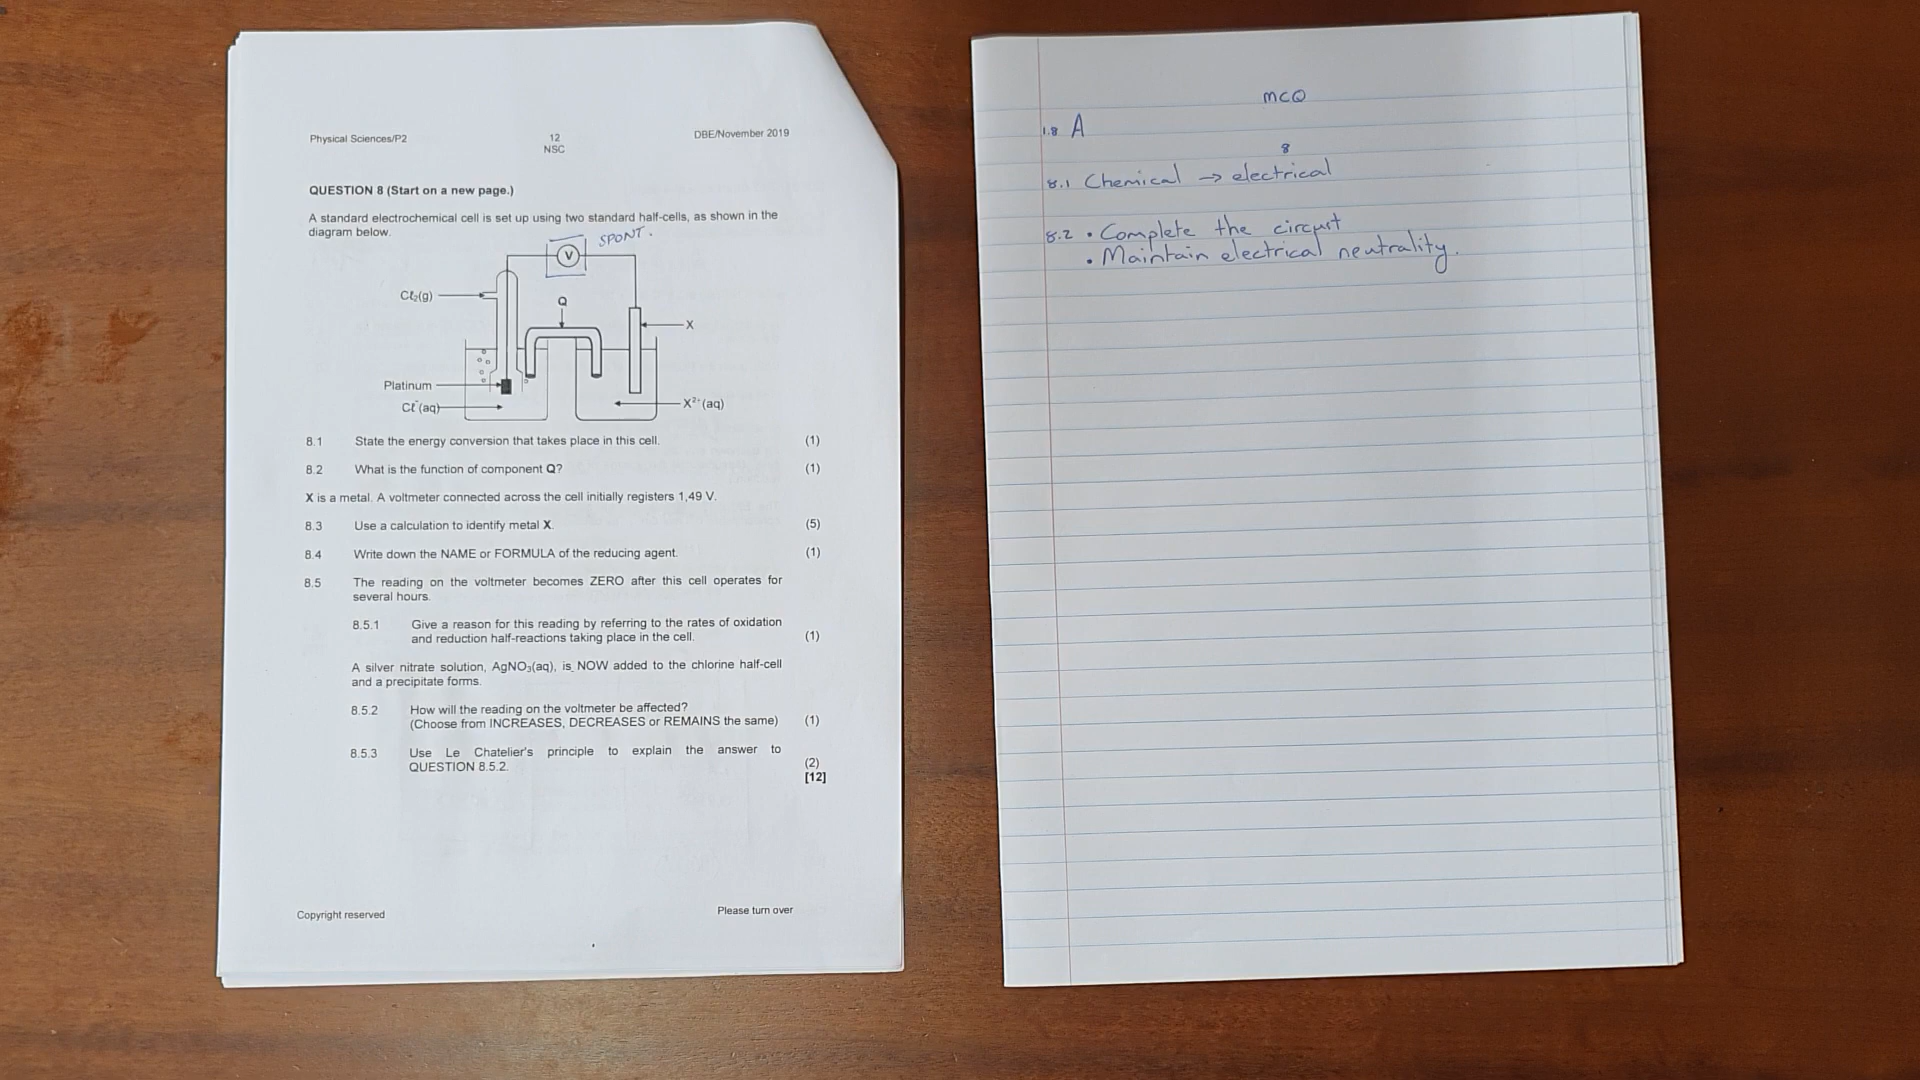 Physical Sciences/P2
12
NSC
DBE/November 2019
QUESTION 8 (Start on a new page.)
A standard electrochemical cell is set up using two standard half-cells, as shown in the
diagram below.
SPONT.
V
Cℓ₂(g)
Q
X
Platinum
Cℓ⁻(aq)
X²⁺(aq)
8.1 State the energy conversion that takes place in this cell. (1)
8.2 What is the function of component Q? (1)
X is a metal. A voltmeter connected across the cell initially registers 1,49 V.
8.3 Use a calculation to identify metal X. (5)
8.4 Write down the NAME or FORMULA of the reducing agent. (1)
8.5 The reading on the voltmeter becomes ZERO after this cell operates for
several hours.
8.5.1 Give a reason for this reading by referring to the rates of oxidation
and reduction half-reactions taking place in the cell. (1)
A silver nitrate solution, AgNO₃(aq), is NOW added to the chlorine half-cell
and a precipitate forms.
8.5.2 How will the reading on the voltmeter be affected?
(Choose from INCREASES, DECREASES or REMAINS the same) (1)
8.5.3 Use Le Chatelier's principle to explain the answer to
QUESTION 8.5.2. (2)
[12]
Copyright reserved
Please turn over
MCQ
1.8 A
8
8.1 Chemical → electrical
8.2 • Complete the circuit
• Maintain electrical neutrality.